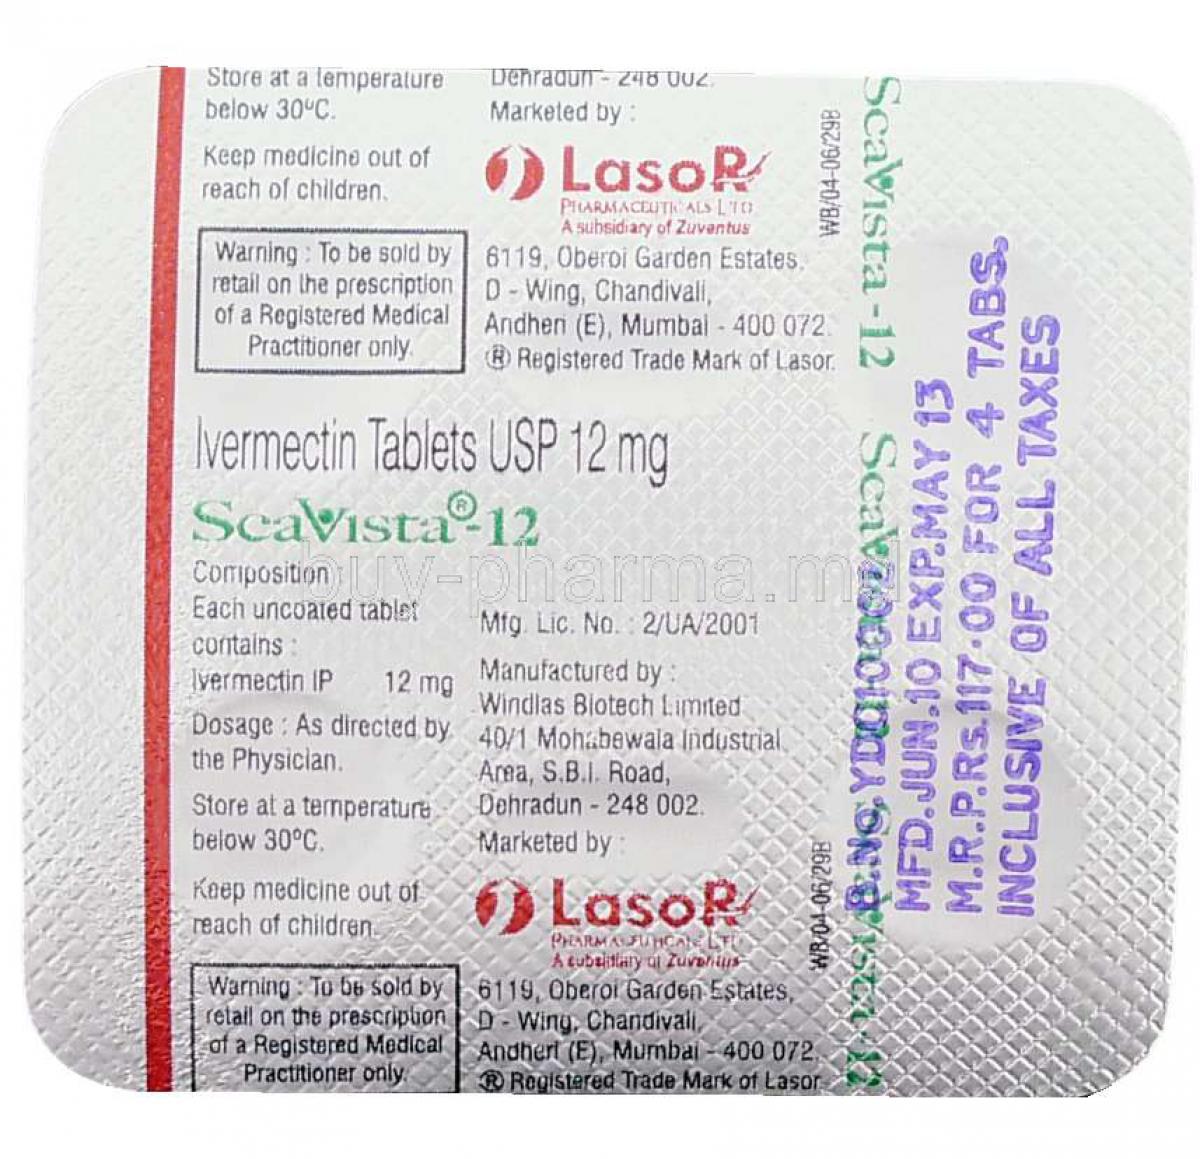 Store at a temperature
below 30°C.
Keep medicine out of
reach of children.
Warning : To be sold by
retail on the prescription
of a Registered Medical
Practitioner only.
Dehradun - 248 002.
Marketed by :
LasoR
PHARMACEUTICALS LTD
A subsidiary of Zuventus
6119, Oberoi Garden Estates,
D - Wing, Chandivali,
Andheri (E), Mumbai - 400 072.
® Registered Trade Mark of Lasor.
WB/04-06/29B
ScaVista - 12
Ivermectin Tablets USP 12 mg
ScaVista®-12
Composition :
Each uncoated tablet
contains :
Ivermectin IP 12 mg
Dosage : As directed by
the Physician.
Store at a temperature
below 30°C.
Keep medicine out of
reach of children.
Warning : To be sold by
retail on the prescription
of a Registered Medical
Practitioner only.
Mfg. Lic. No. : 2/UA/2001
Manufactured by :
Windlas Biotech Limited
40/1 Mohabewala Industrial
Area, S.B.I. Road,
Dehradun - 248 002.
Marketed by :
LasoR
PHARMACEUTICALS LTD
A subsidiary of Zuventus
6119, Oberoi Garden Estates,
D - Wing, Chandivali,
Andheri (E), Mumbai - 400 072.
® Registered Trade Mark of Lasor
WB/04-06/29B
B.No.
MFD.JUN.10 EXP.MAY 13
M.R.P.Rs.117.00 FOR 4 TABS.
INCLUSIVE OF ALL TAXES
buy-pharma.md